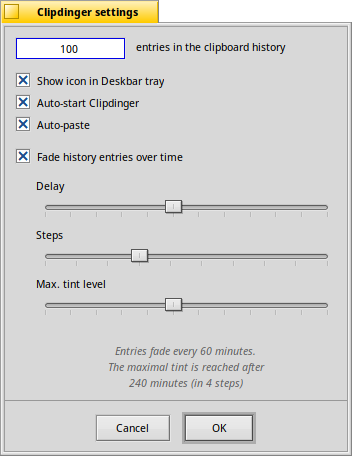 Clipdinger settings
100 entries in the clipboard history
Show icon in Deskbar tray
Auto-start Clipdinger
Auto-paste
Fade history entries over time
Delay
Steps
Max. tint level
Entries fade every 60 minutes.
The maximal tint is reached after
240 minutes (in 4 steps)
Cancel OK